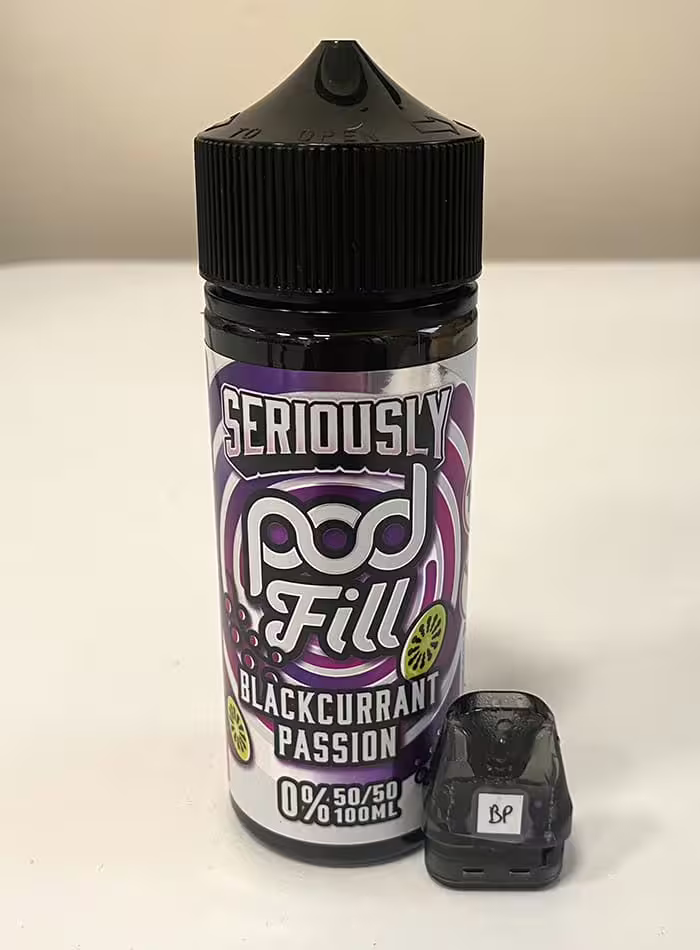 TO OPEN
SERIOUSLY
pod
Fill
BLACKCURRANT
PASSION
0% 50/50
100ML
BP